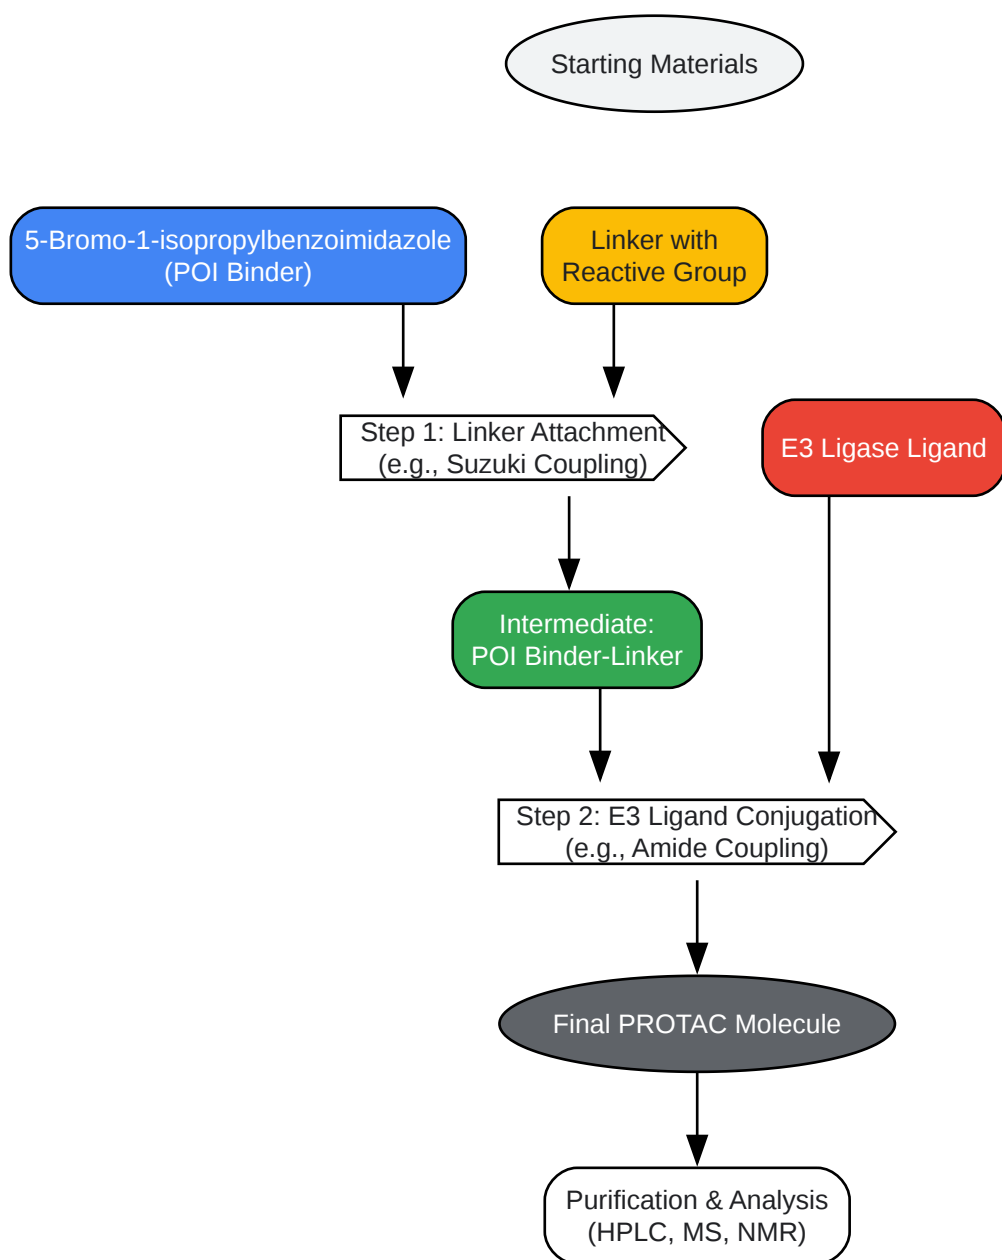 Starting Materials
5-Bromo-1-isopropylbenzoimidazole
(POI Binder)
Linker with
Reactive Group
Step 1: Linker Attachment
(e.g., Suzuki Coupling)
E3 Ligase Ligand
Intermediate:
POI Binder-Linker
Step 2: E3 Ligand Conjugation
(e.g., Amide Coupling)
Final PROTAC Molecule
Purification & Analysis
(HPLC, MS, NMR)